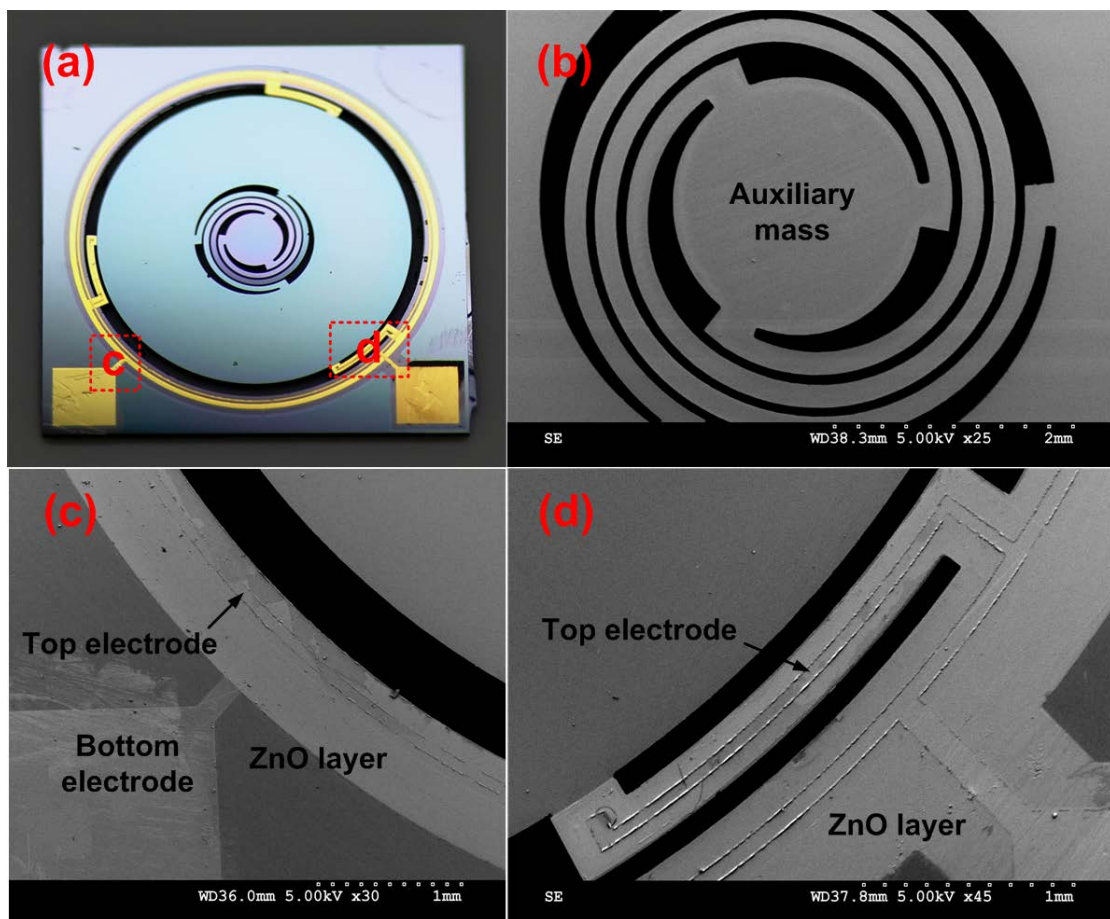 (a)
c
d
(b)
Auxiliary
mass
SE
WD38.3mm 5.00kV x25
2mm
(c)
Top electrode
Bottom
electrode
ZnO layer
WD36.0mm 5.00kV x30
1mm
(d)
Top electrode
ZnO layer
SE
WD37.8mm 5.00kV x45
1mm